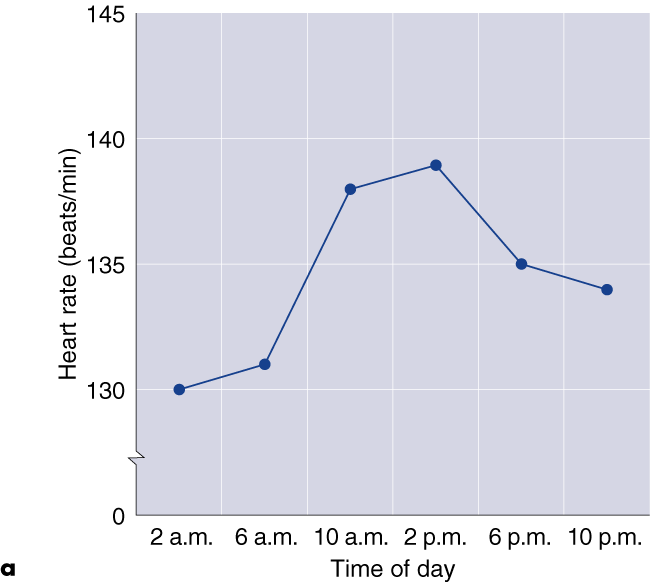 145
140
135
130
0
Heart rate (beats/min)
2 a.m. 6 a.m. 10 a.m. 2 p.m. 6 p.m. 10 p.m.
Time of day
a